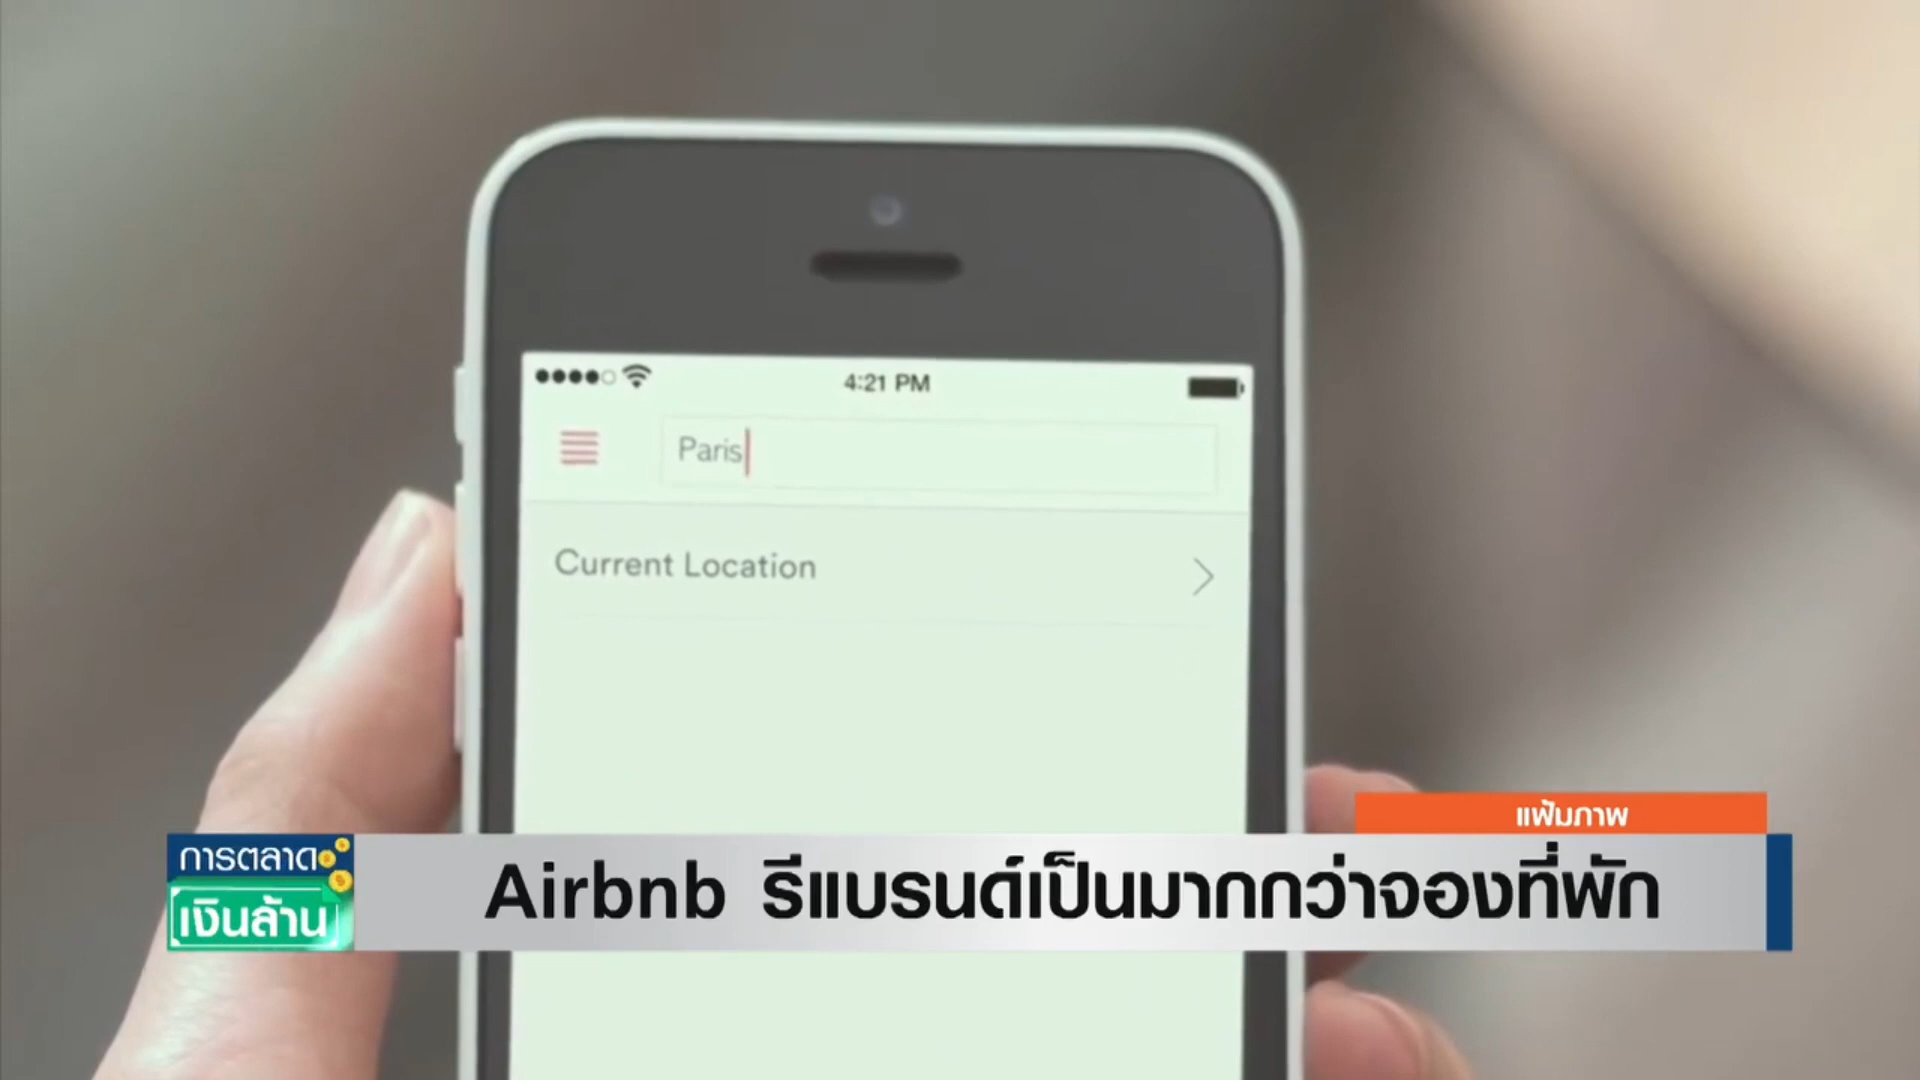 4:21 PM
Paris
Current Location
แฟ้มภาพ
การตลาด
เงินล้าน
Airbnb รีแบรนด์เป็นมากกว่าจองที่พัก